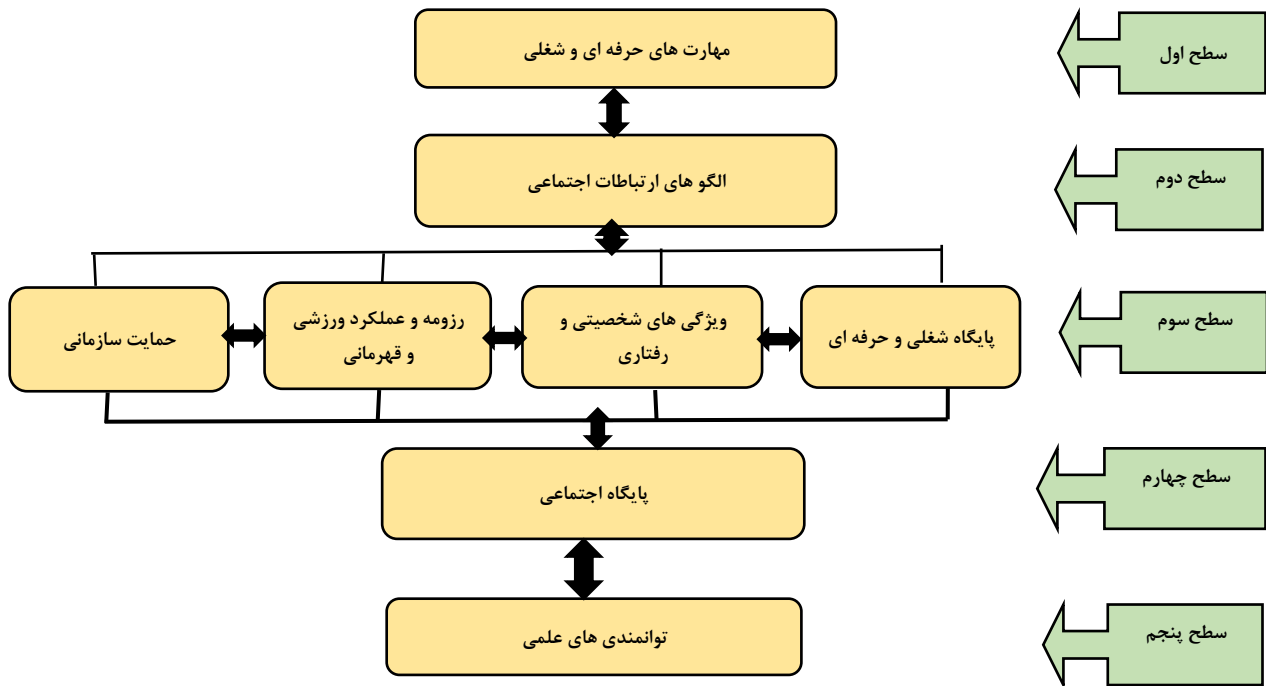 مهارت های حرفه ای و شغلی
سطح اول
الگو های ارتباطات اجتماعی
سطح دوم
پایگاه شغلی و حرفه ای
ویژگی های شخصیتی و
رفتاری
رزومه و عملکرد ورزشی
و قهرمانی
حمایت سازمانی
سطح سوم
پایگاه اجتماعی
سطح چهارم
توانمندی های علمی
سطح پنجم